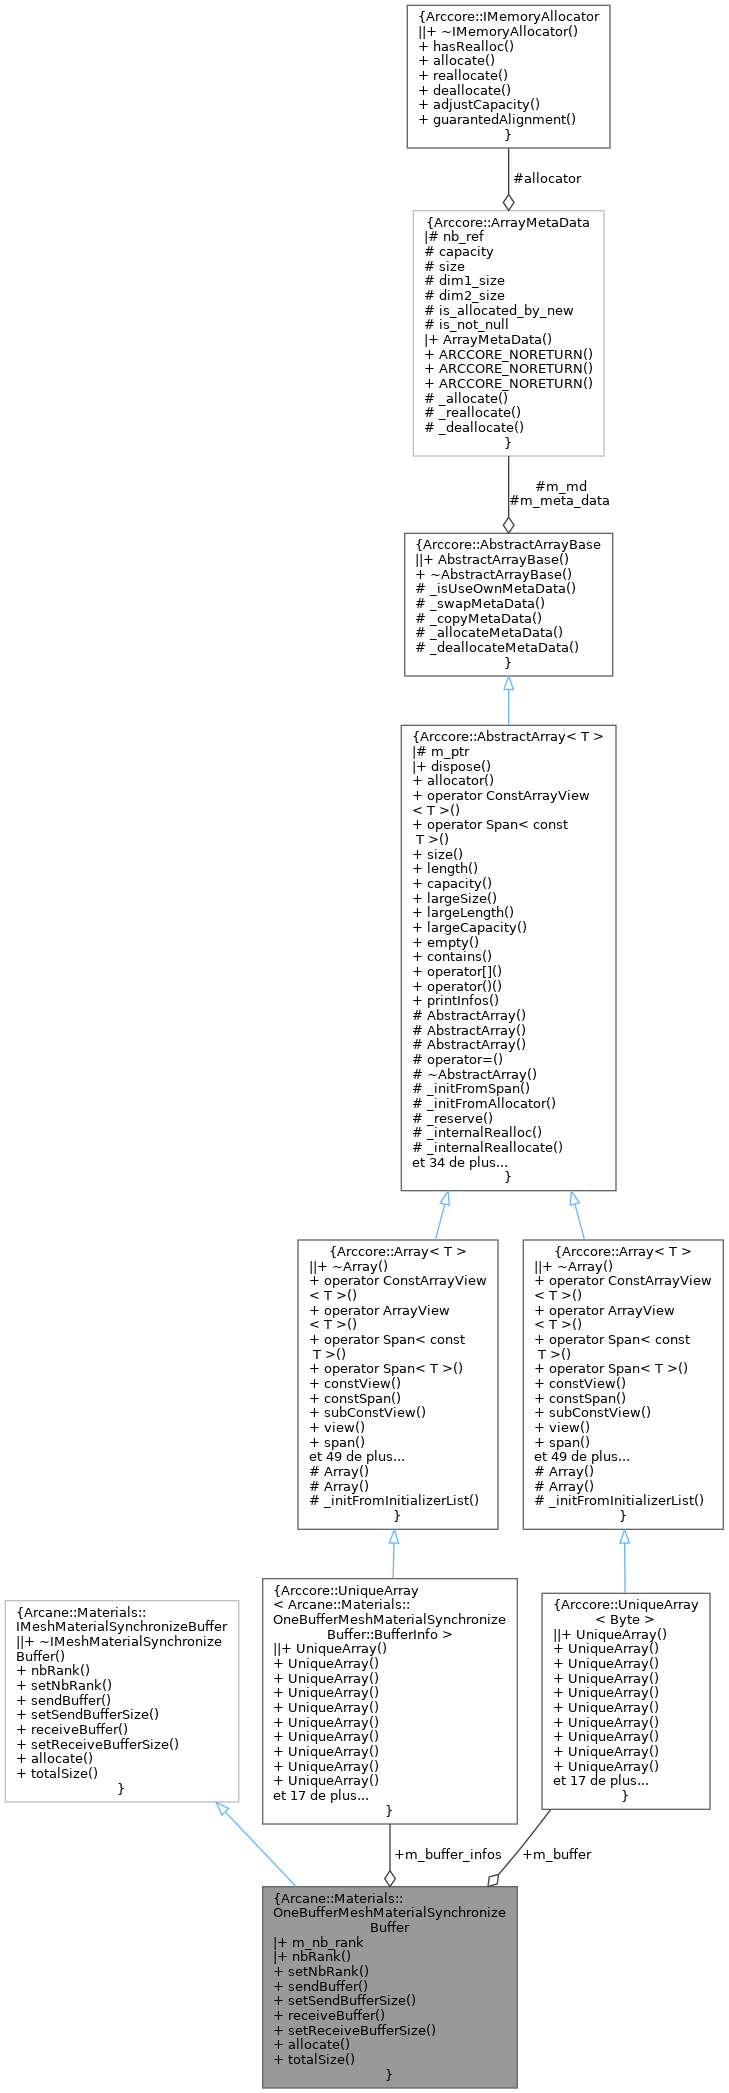 {Arccore::IMemoryAllocator
||+ ~IMemoryAllocator()
+ hasRealloc()
+ allocate()
+ reallocate()
+ deallocate()
+ adjustCapacity()
+ guarantedAlignment()
}
#allocator
{Arccore::ArrayMetaData
|# nb_ref
# capacity
# size
# dim1_size
# dim2_size
# is_allocated_by_new
# is_not_null
|+ ArrayMetaData()
+ ARCCORE_NORETURN()
+ ARCCORE_NORETURN()
+ ARCCORE_NORETURN()
# _allocate()
# _reallocate()
# _deallocate()
}
#m_md
#m_meta_data
{Arccore::AbstractArrayBase
||+ AbstractArrayBase()
+ ~AbstractArrayBase()
# _isUseOwnMetaData()
# _swapMetaData()
# _copyMetaData()
# _allocateMetaData()
# _deallocateMetaData()
}
{Arccore::AbstractArray< T >
|# m_ptr
|+ dispose()
+ allocator()
+ operator ConstArrayView
< T >()
+ operator Span< const
 T >()
+ size()
+ length()
+ capacity()
+ largeSize()
+ largeLength()
+ largeCapacity()
+ empty()
+ contains()
+ operator[]()
+ operator()()
+ printInfos()
# AbstractArray()
# AbstractArray()
# AbstractArray()
# operator=()
# ~AbstractArray()
# _initFromSpan()
# _initFromAllocator()
# _reserve()
# _internalRealloc()
# _internalReallocate()
et 34 de plus...
}
{Arccore::Array< T >
||+ ~Array()
+ operator ConstArrayView
< T >()
+ operator ArrayView
< T >()
+ operator Span< const
 T >()
+ operator Span< T >()
+ constView()
+ constSpan()
+ subConstView()
+ view()
+ span()
et 49 de plus...
# Array()
# Array()
# _initFromInitializerList()
}
{Arccore::Array< T >
||+ ~Array()
+ operator ConstArrayView
< T >()
+ operator ArrayView
< T >()
+ operator Span< const
 T >()
+ operator Span< T >()
+ constView()
+ constSpan()
+ subConstView()
+ view()
+ span()
et 49 de plus...
# Array()
# Array()
# _initFromInitializerList()
}
{Arcane::Materials::
IMeshMaterialSynchronizeBuffer
||+ ~IMeshMaterialSynchronize
Buffer()
+ nbRank()
+ setNbRank()
+ sendBuffer()
+ setSendBufferSize()
+ receiveBuffer()
+ setReceiveBufferSize()
+ allocate()
+ totalSize()
}
{Arccore::UniqueArray
< Arcane::Materials::
OneBufferMeshMaterialSynchronize
Buffer::BufferInfo >
||+ UniqueArray()
+ UniqueArray()
+ UniqueArray()
+ UniqueArray()
+ UniqueArray()
+ UniqueArray()
+ UniqueArray()
+ UniqueArray()
+ UniqueArray()
+ UniqueArray()
et 17 de plus...
}
{Arccore::UniqueArray
< Byte >
||+ UniqueArray()
+ UniqueArray()
+ UniqueArray()
+ UniqueArray()
+ UniqueArray()
+ UniqueArray()
+ UniqueArray()
+ UniqueArray()
+ UniqueArray()
+ UniqueArray()
et 17 de plus...
}
+m_buffer_infos
+m_buffer
{Arcane::Materials::
OneBufferMeshMaterialSynchronize
Buffer
|+ m_nb_rank
|+ nbRank()
+ setNbRank()
+ sendBuffer()
+ setSendBufferSize()
+ receiveBuffer()
+ setReceiveBufferSize()
+ allocate()
+ totalSize()
}